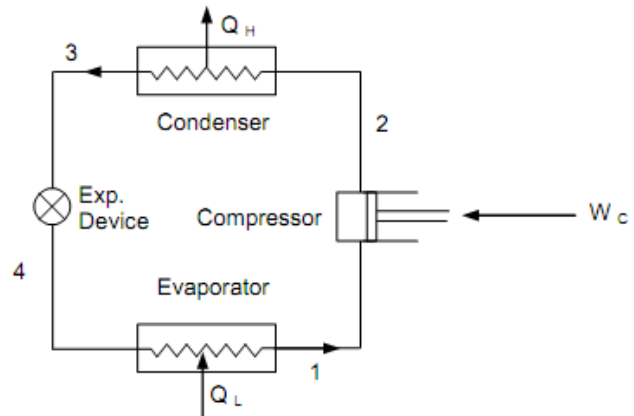 Q H
3
Condenser
2
Exp.
Device
Compressor
W C
4
Evaporator
1
Q L